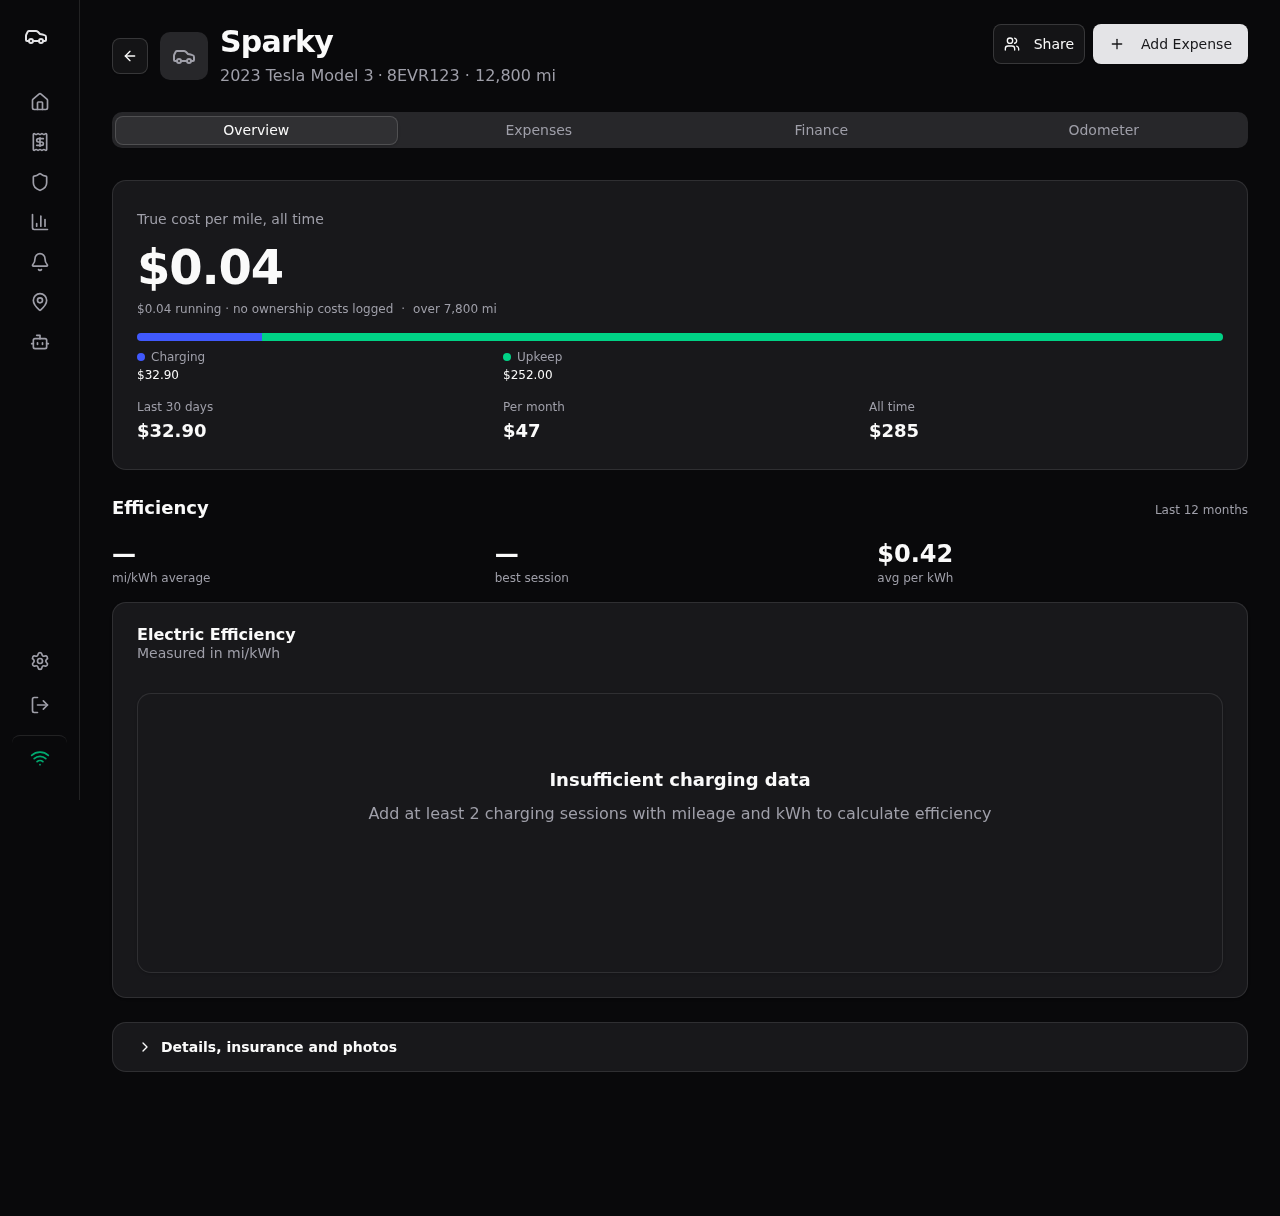 Sparky
2023 Tesla Model 3 · 8EVR123 · 12,800 mi
Share
Add Expense
Overview
Expenses
Finance
Odometer
True cost per mile, all time
$0.04
$0.04 running · no ownership costs logged · over 7,800 mi
Charging
$32.90
Upkeep
$252.00
Last 30 days
$32.90
Per month
$47
All time
$285
Efficiency
Last 12 months
—
mi/kWh average
—
best session
$0.42
avg per kWh
Electric Efficiency
Measured in mi/kWh
Insufficient charging data
Add at least 2 charging sessions with mileage and kWh to calculate efficiency
Details, insurance and photos